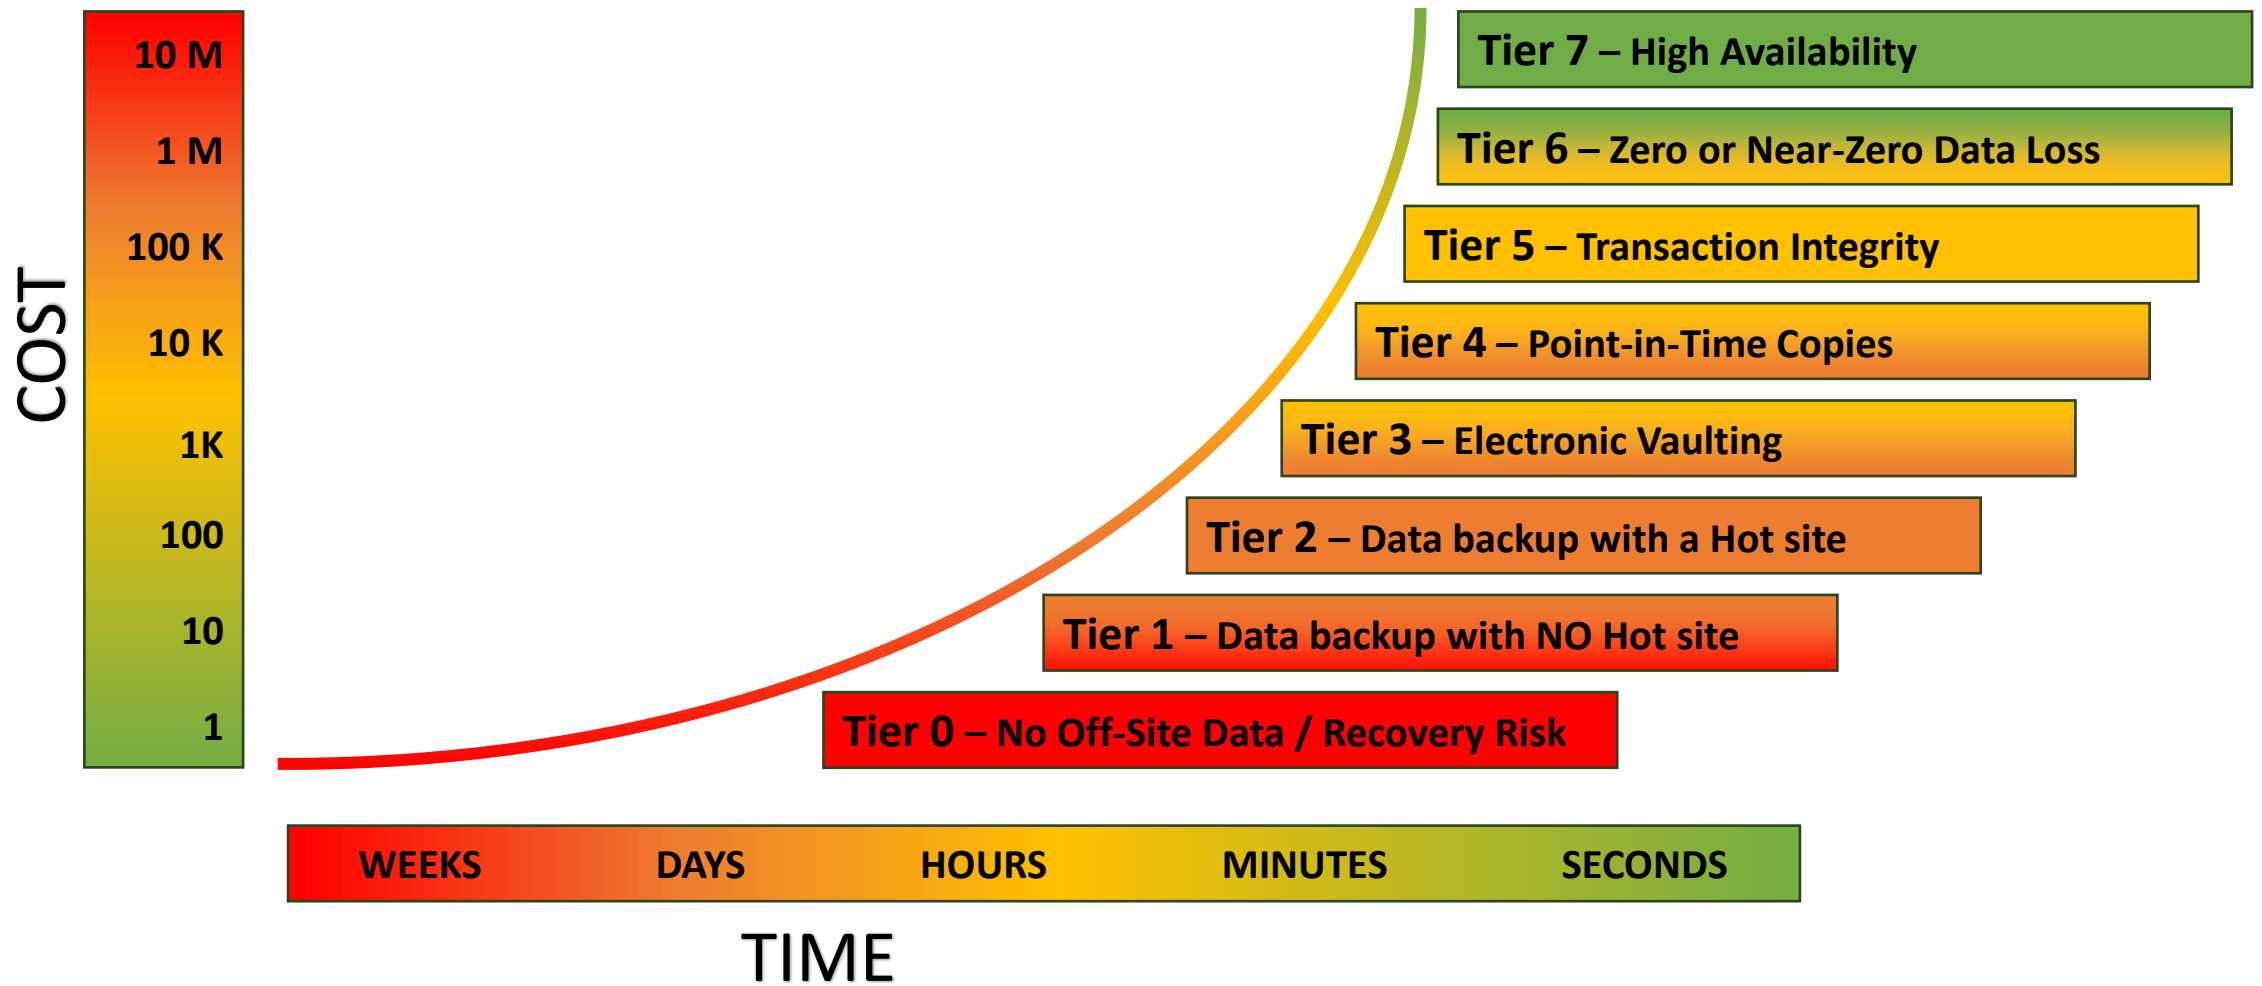 COST
10 M
1 M
100 K
10 K
1K
100
10
1
Tier 7 – High Availability
Tier 6 – Zero or Near-Zero Data Loss
Tier 5 – Transaction Integrity
Tier 4 – Point-in-Time Copies
Tier 3 – Electronic Vaulting
Tier 2 – Data backup with a Hot site
Tier 1 – Data backup with NO Hot site
Tier 0 – No Off-Site Data / Recovery Risk
WEEKS DAYS HOURS MINUTES SECONDS
TIME